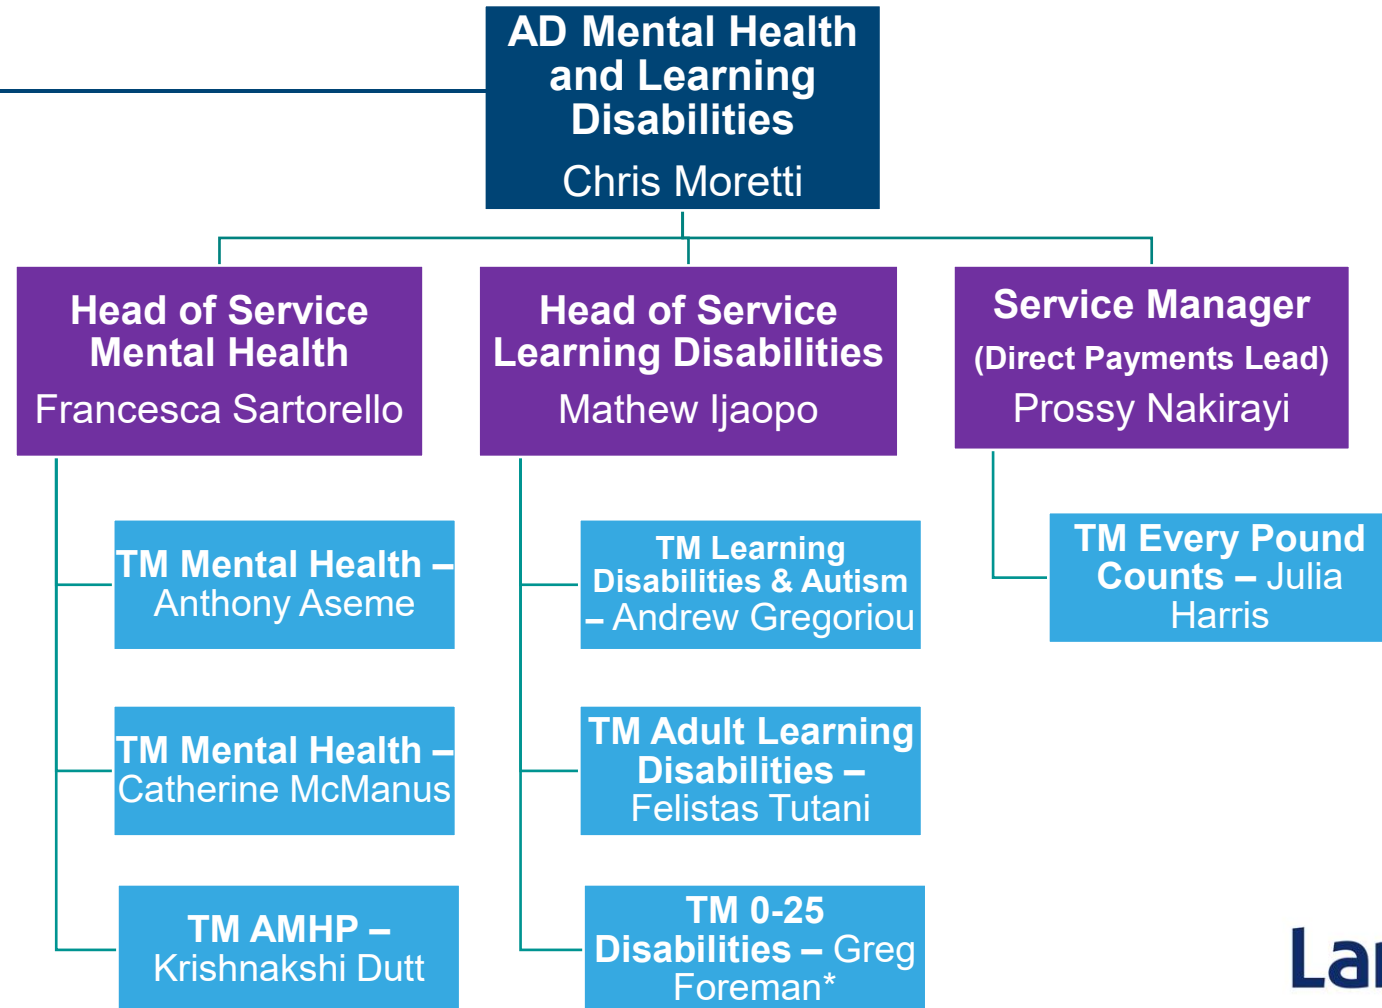 AD Mental Health
and Learning
Disabilities
Chris Moretti
Head of Service
Mental Health
Francesca Sartorello
Head of Service
Learning Disabilities
Mathew Ijaopo
Service Manager
(Direct Payments Lead)
Prossy Nakirayi
TM Mental Health –
Anthony Aseme
TM Learning
Disabilities & Autism
– Andrew Gregoriou
TM Every Pound
Counts – Julia
Harris
TM Mental Health –
Catherine McManus
TM Adult Learning
Disabilities –
Felistas Tutani
TM AMHP –
Krishnakshi Dutt
TM 0-25
Disabilities – Greg
Foreman*